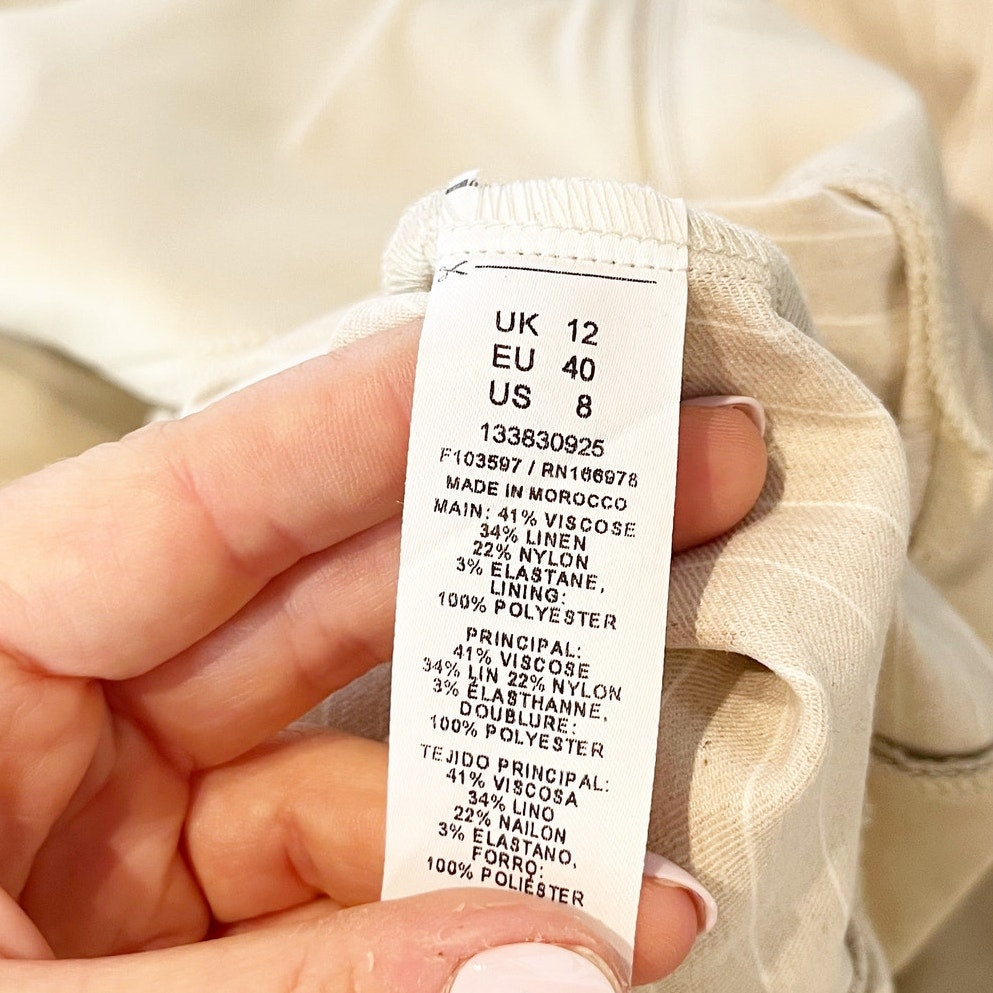 UK 12
EU 40
US 8
133830925
F103597 / RN166978
MADE IN MOROCCO
MAIN: 41% VISCOSE
34% LINEN
22% NYLON
3% ELASTANE,
LINING:
100% POLYESTER
PRINCIPAL:
41% VISCOSE
34% LIN 22% NYLON
3% ÉLASTHANNE,
DOUBLURE:
100% POLYESTER
TEJIDO PRINCIPAL:
41% VISCOSA
34% LINO
22% NAILON
3% ELASTANO,
FORRO:
100% POLIÉSTER